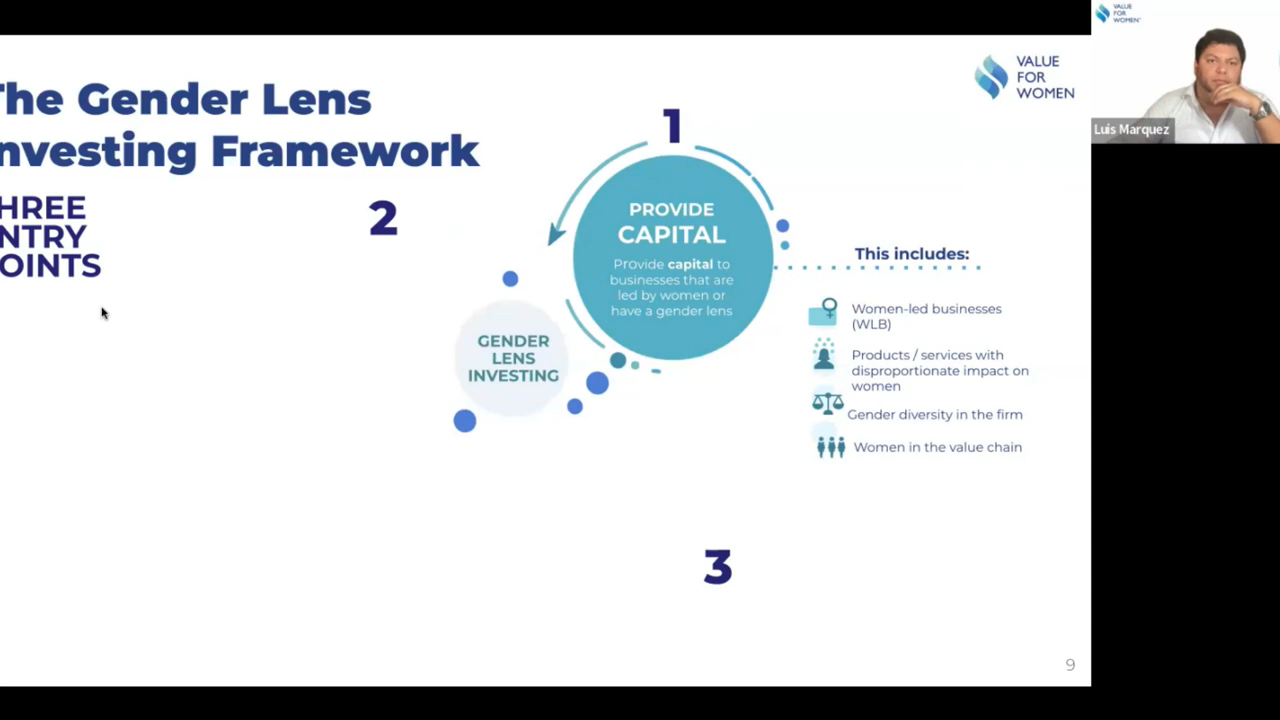 The Gender Lens
nvesting Framework
HREE
NTRY
OINTS
1
2
3
PROVIDE
CAPITAL
Provide capital to
businesses that are
led by women or
have a gender lens
GENDER
LENS
INVESTING
This includes:
Women-led businesses
(WLB)
Products / services with
disproportionate impact on
women
Gender diversity in the firm
Women in the value chain
VALUE
FOR
WOMEN
9
VALUE
FOR
WOMEN
Luis Marquez